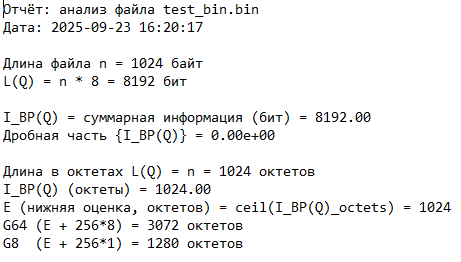 Отчёт: анализ файла test_bin.bin
Дата: 2025-09-23 16:20:17
Длина файла n = 1024 байт
L(Q) = n * 8 = 8192 бит
I_BP(Q) = суммарная информация (бит) = 8192.00
Дробная часть {I_BP(Q)} = 0.00e+00
Длина в октетах L(Q) = n = 1024 октетов
I_BP(Q) (октеты) = 1024.00
E (нижняя оценка, октетов) = ceil(I_BP(Q)_octets) = 1024
G64 (E + 256*8) = 3072 октетов
G8  (E + 256*1) = 1280 октетов